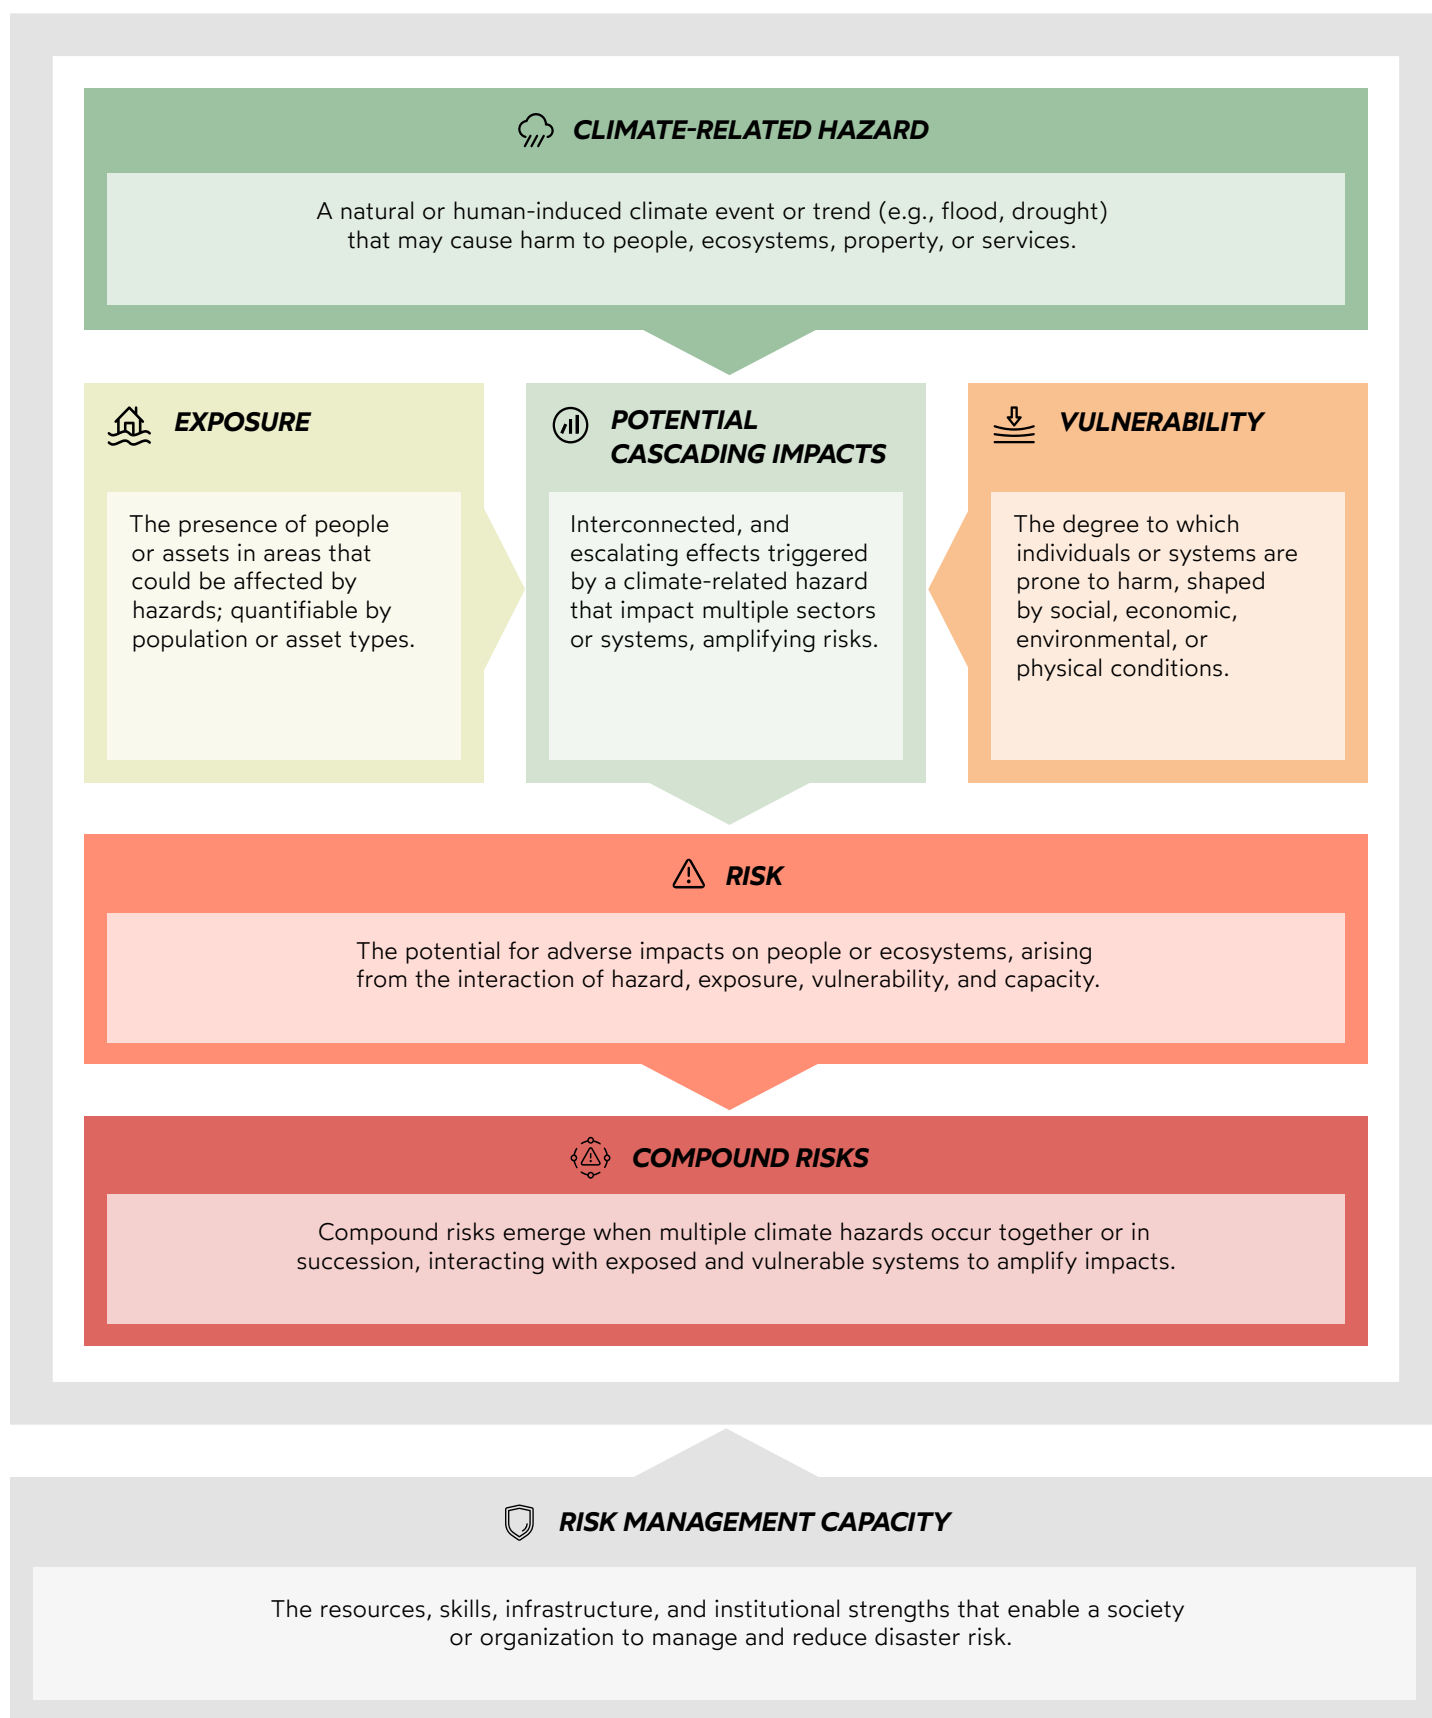 CLIMATE-RELATED HAZARD
A natural or human-induced climate event or trend (e.g., flood, drought)
that may cause harm to people, ecosystems, property, or services.
EXPOSURE
The presence of people
or assets in areas that
could be affected by
hazards; quantifiable by
population or asset types.
POTENTIAL
CASCADING IMPACTS
Interconnected, and
escalating effects triggered
by a climate-related hazard
that impact multiple sectors
or systems, amplifying risks.
VULNERABILITY
The degree to which
individuals or systems are
prone to harm, shaped
by social, economic,
environmental, or
physical conditions.
RISK
The potential for adverse impacts on people or ecosystems, arising
from the interaction of hazard, exposure, vulnerability, and capacity.
COMPOUND RISKS
Compound risks emerge when multiple climate hazards occur together or in
succession, interacting with exposed and vulnerable systems to amplify impacts.
RISK MANAGEMENT CAPACITY
The resources, skills, infrastructure, and institutional strengths that enable a society
or organization to manage and reduce disaster risk.